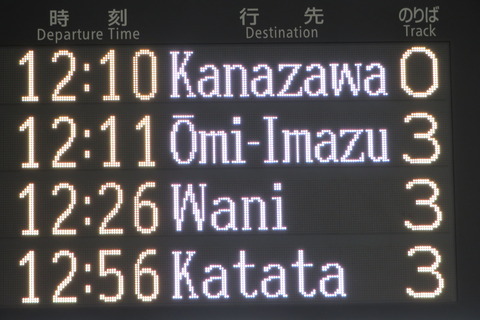 時刻 行先 のりば
Departure Time Destination Track
12:10 Kanazawa 0
12:11 Ōmi-Imazu 3
12:26 Wani 3
12:56 Katata 3